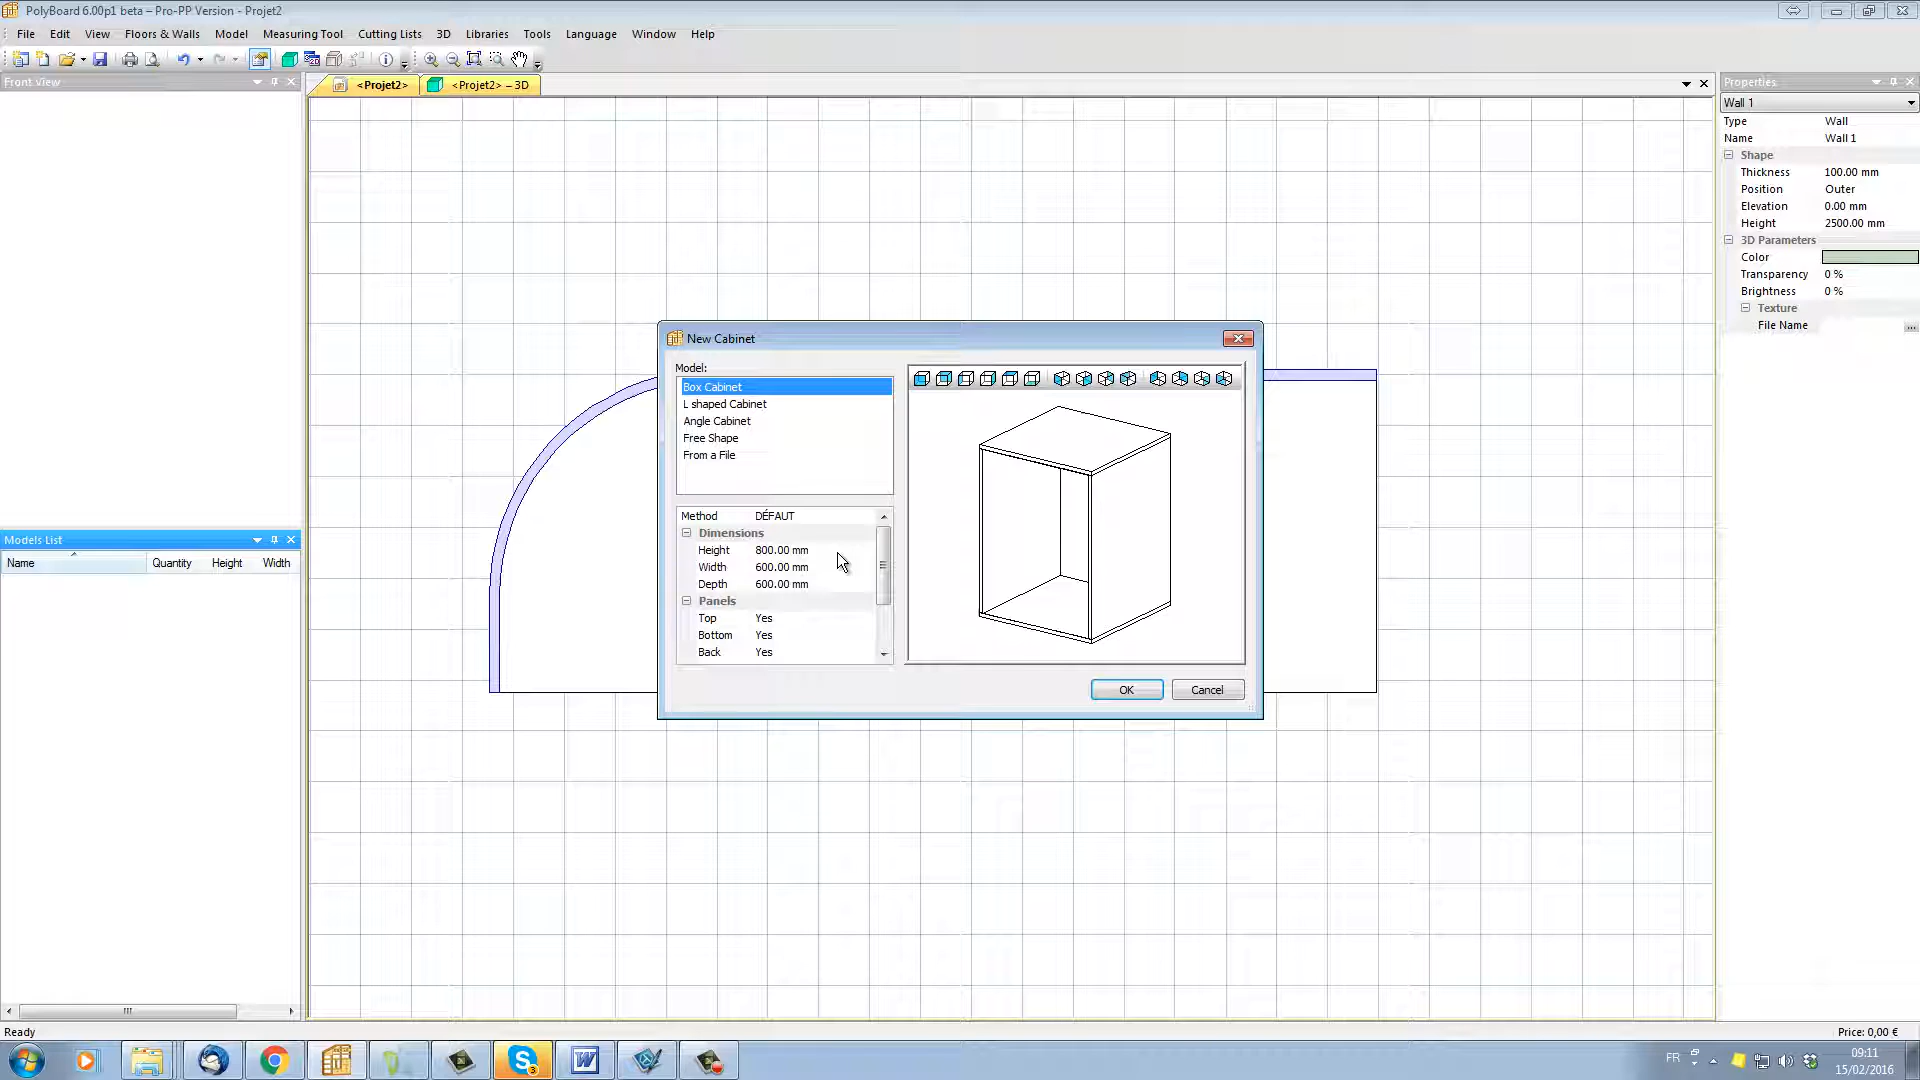 PolyBoard 6.00p1 beta – Pro-PP Version - Projet2
File Edit View Floors & Walls Model Measuring Tool Cutting Lists 3D Libraries Tools Language Window Help
Front View
<Projet2>
<Projet2> – 3D
Properties
Wall 1
Type Wall
Name Wall 1
Shape
Thickness 100.00 mm
Position Outer
Elevation 0.00 mm
Height 2500.00 mm
3D Parameters
Color
Transparency 0 %
Brightness 0 %
Texture
File Name ...
New Cabinet
Model:
Box Cabinet
L shaped Cabinet
Angle Cabinet
Free Shape
From a File
Method DÉFAUT
Dimensions
Height 800.00 mm
Width 600.00 mm
Depth 600.00 mm
Panels
Top Yes
Bottom Yes
Back Yes
OK Cancel
Models List
Name Quantity Height Width
Ready
Price: 0,00 €
FR
09:11
15/02/2016